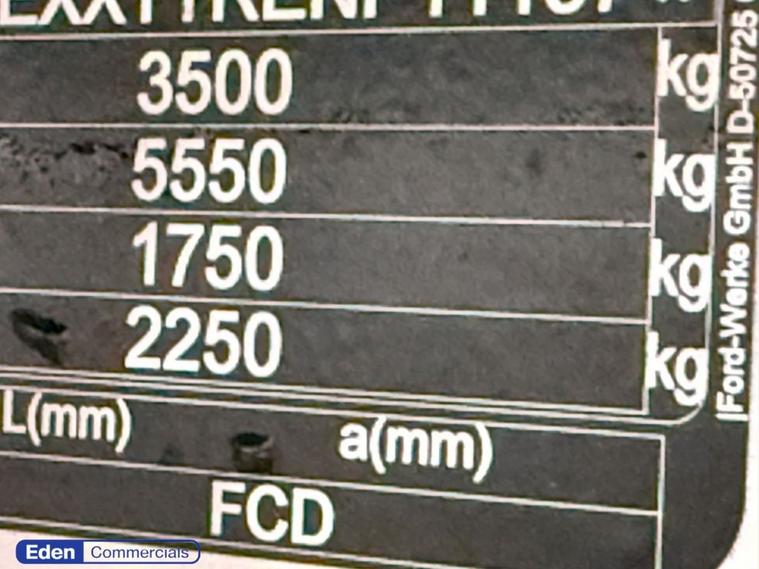 3500 kg
5550 kg
1750 kg
2250 kg
L(mm) a(mm)
FCD
Ford-Werke GmbH D-50725
Eden Commercials